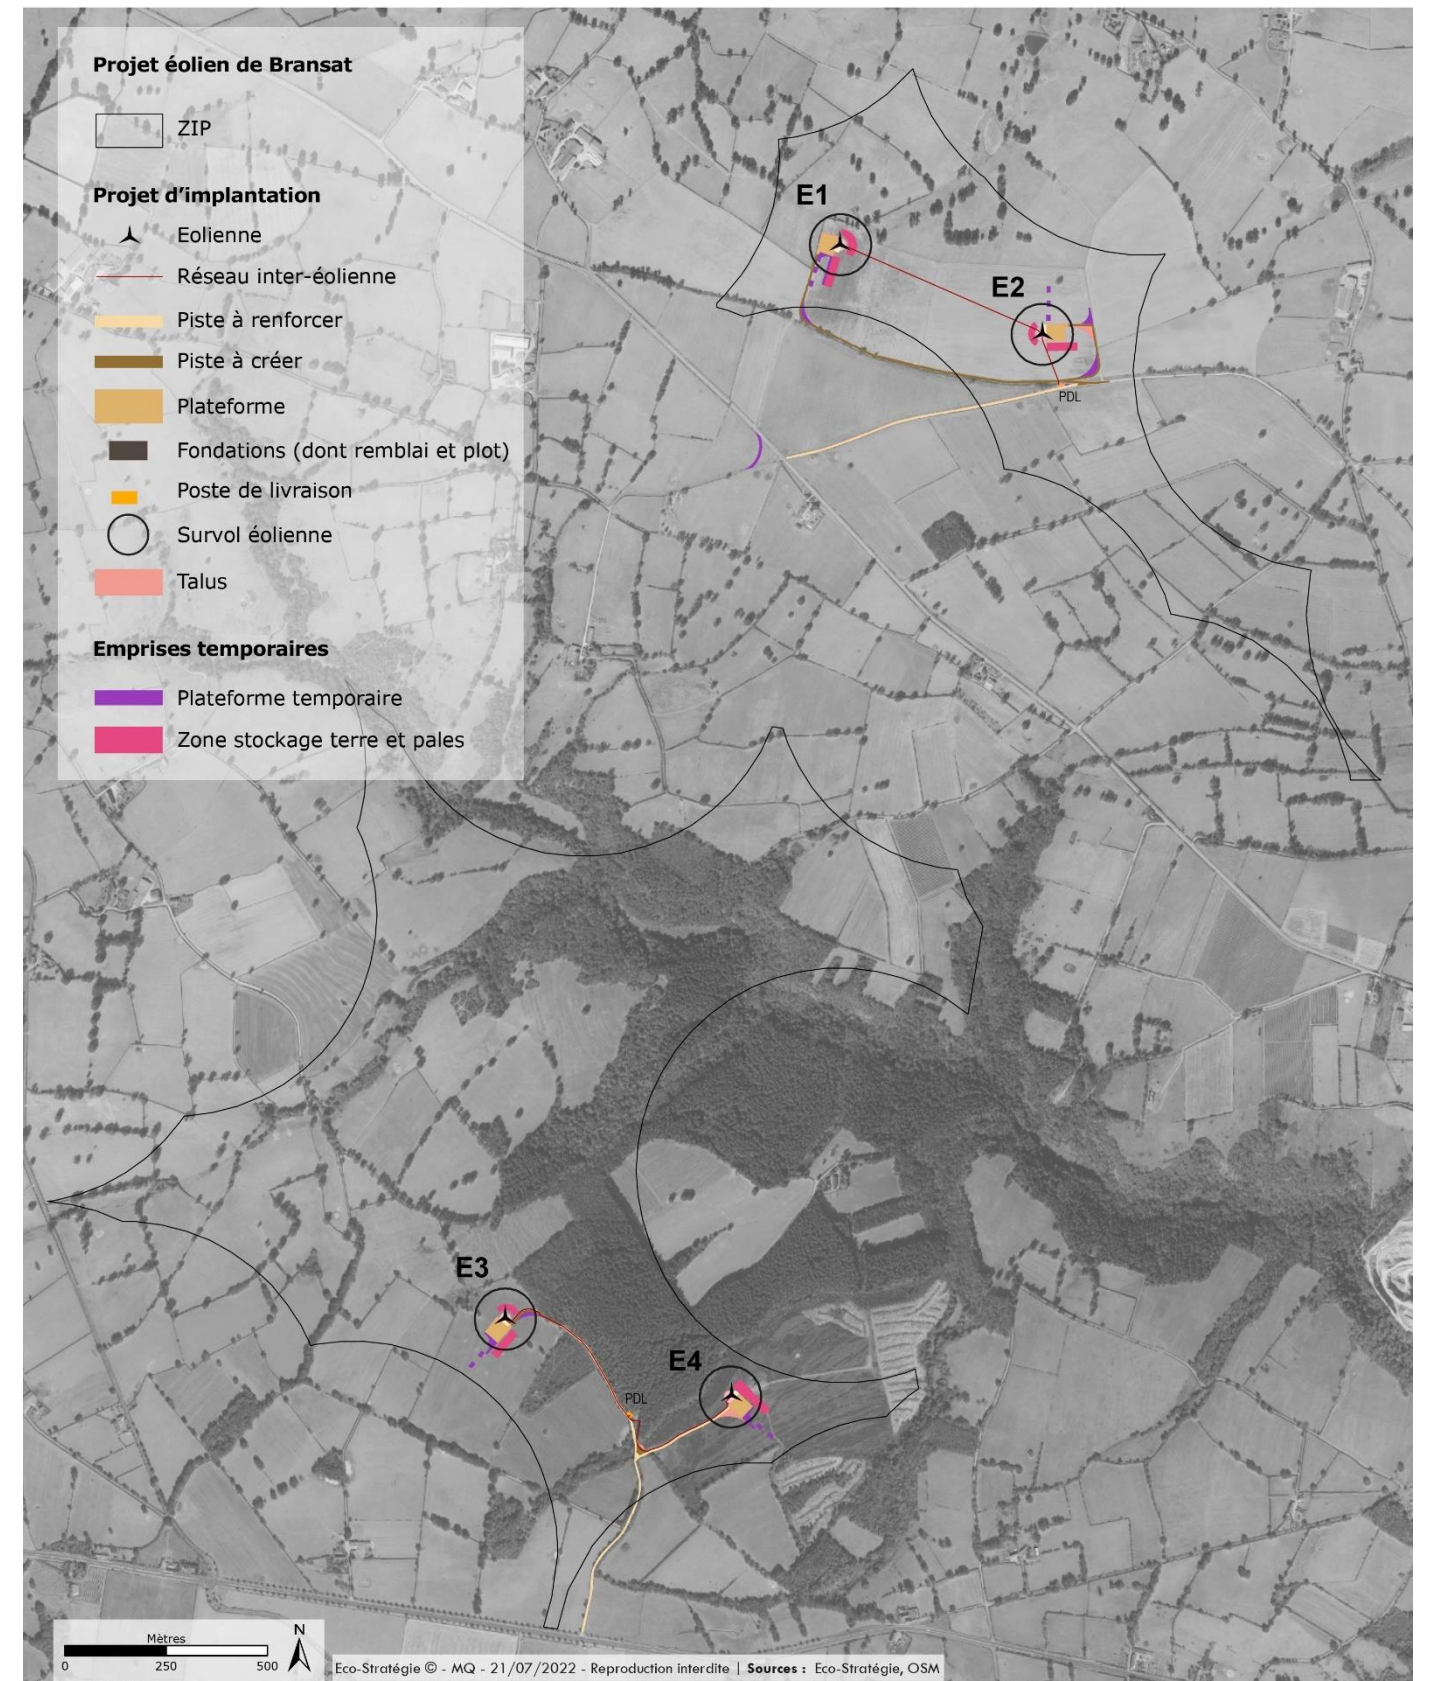 Projet éolien de Bransat
ZIP
Projet d'implantation
Eolienne
Réseau inter-éolienne
Piste à renforcer
Piste à créer
Plateforme
Fondations (dont remblai et plot)
Poste de livraison
Survol éolienne
Talus
Emprises temporaires
Plateforme temporaire
Zone stockage terre et pales
E1
E2
PDL
E3
E4
PDL
Mètres
0 250 500
N
Eco-Stratégie © - MQ - 21/07/2022 - Reproduction interdite | Sources : Eco-Stratégie, OSM